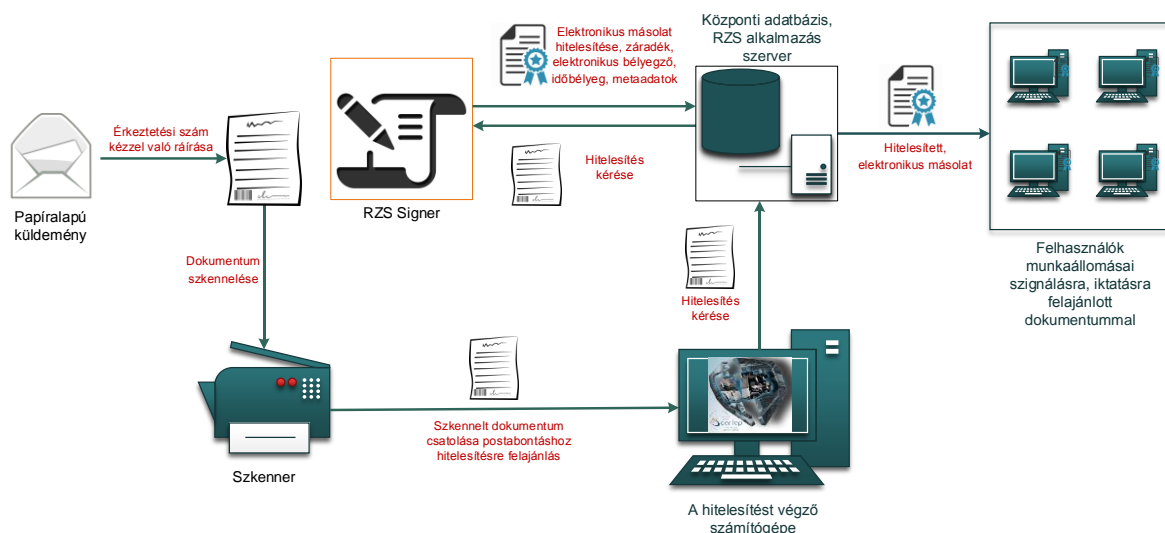 Elektronikus másolat
hitelesítése, záradék,
elektronikus bélyegző,
időbélyeg, metaadatok
Központi adatbázis,
RZS alkalmazás
szerver
Érkeztetési szám
kézzel való ráírása
Hitelesítés
kérése
Hitelesített,
elektronikus másolat
Papíralapú
küldemény
RZS Signer
Dokumentum
szkennelése
Hitelesítés
kérése
Felhasználók
munkaállomásai
szignálásra, iktatásra
felajánlott
dokumentummal
Szkennelt dokumentum
csatolása postabontáshoz
hitelesítésre felajánlás
Szkenner
A hitelesítést végző
számítógépe